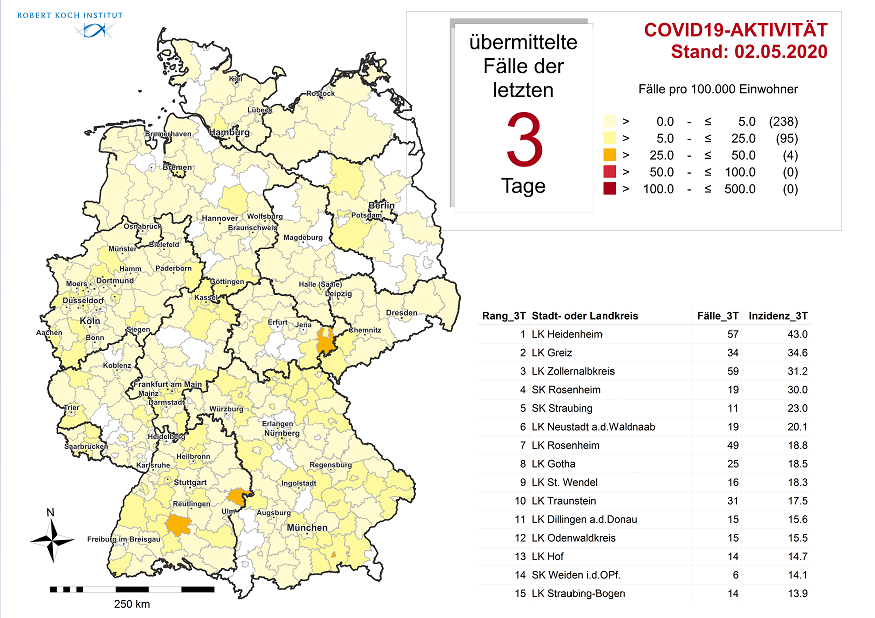 ROBERT KOCH INSTITUT
übermittelte
Fälle der
letzten
3
Tage
COVID19-AKTIVITÄT
Stand: 02.05.2020
Fälle pro 100.000 Einwohner
> 0.0 - ≤ 5.0 (238)
> 5.0 - ≤ 25.0 (95)
> 25.0 - ≤ 50.0 (4)
> 50.0 - ≤ 100.0 (0)
> 100.0 - ≤ 500.0 (0)
Kiel
Rostock
Lübeck
Hamburg
Bremerhaven
Bremen
Berlin
Potsdam
Hannover
Wolfsburg
Braunschweig
Magdeburg
Osnabrück
Bielefeld
Münster
Hamm
Paderborn
Moers
Dortmund
Göttingen
Halle (Saale)
Leipzig
Düsseldorf
Kassel
Köln
Dresden
Aachen
Siegen
Erfurt
Jena
Chemnitz
Bonn
Koblenz
Frankfurt am Main
Mainz
Darmstadt
Trier
Würzburg
Erlangen
Nürnberg
Saarbrücken
Heidelberg
Heilbronn
Karlsruhe
Regensburg
Stuttgart
Ingolstadt
Reutlingen
Ulm
Augsburg
München
Freiburg im Breisgau
N
250 km
Rang_3T Stadt- oder Landkreis Fälle_3T Inzidenz_3T
1 LK Heidenheim 57 43.0
2 LK Greiz 34 34.6
3 LK Zollernalbkreis 59 31.2
4 SK Rosenheim 19 30.0
5 SK Straubing 11 23.0
6 LK Neustadt a.d.Waldnaab 19 20.1
7 LK Rosenheim 49 18.8
8 LK Gotha 25 18.5
9 LK St. Wendel 16 18.3
10 LK Traunstein 31 17.5
11 LK Dillingen a.d.Donau 15 15.6
12 LK Odenwaldkreis 15 15.5
13 LK Hof 14 14.7
14 SK Weiden i.d.OPf. 6 14.1
15 LK Straubing-Bogen 14 13.9